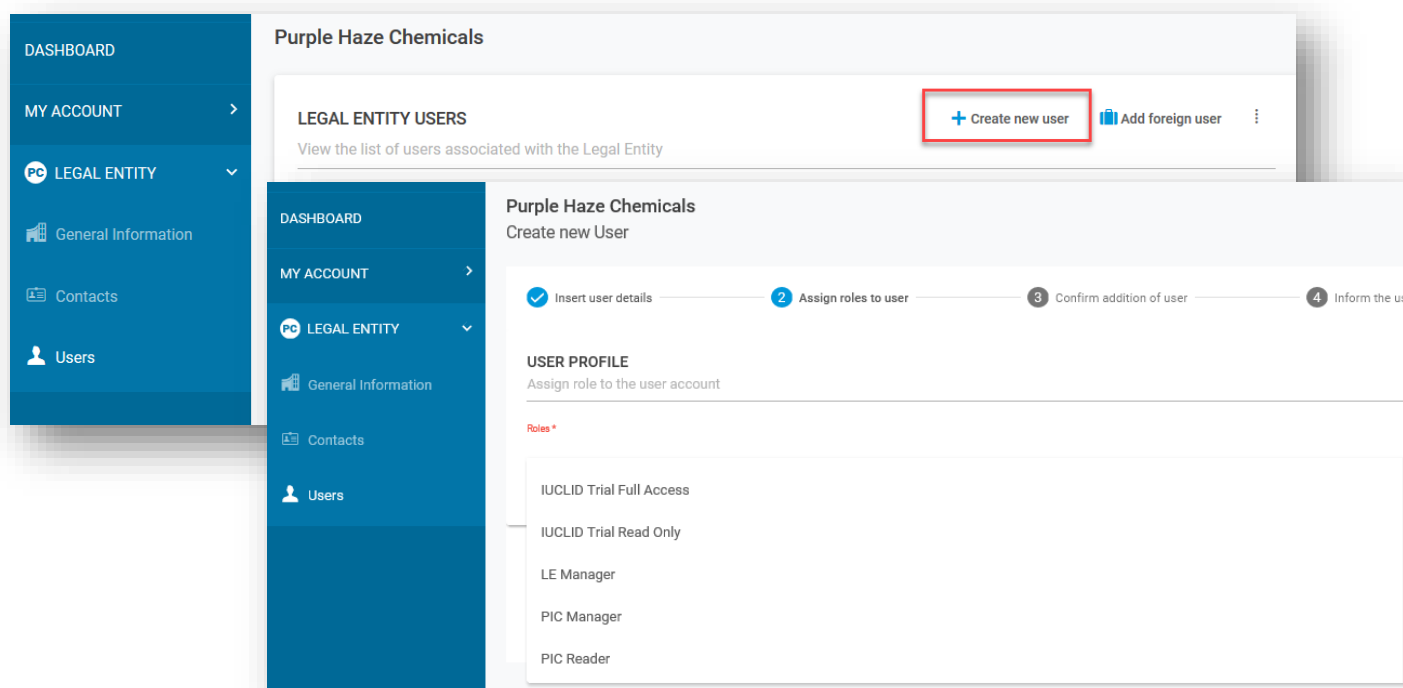 DASHBOARD
MY ACCOUNT
PC LEGAL ENTITY
General Information
Contacts
Users
Purple Haze Chemicals
LEGAL ENTITY USERS
+ Create new user
Add foreign user
View the list of users associated with the Legal Entity
DASHBOARD
MY ACCOUNT
PC LEGAL ENTITY
General Information
Contacts
Users
Purple Haze Chemicals
Create new User
Insert user details
2 Assign roles to user
3 Confirm addition of user
4 Inform the
USER PROFILE
Assign role to the user account
Roles *
IUCLID Trial Full Access
IUCLID Trial Read Only
LE Manager
PIC Manager
PIC Reader